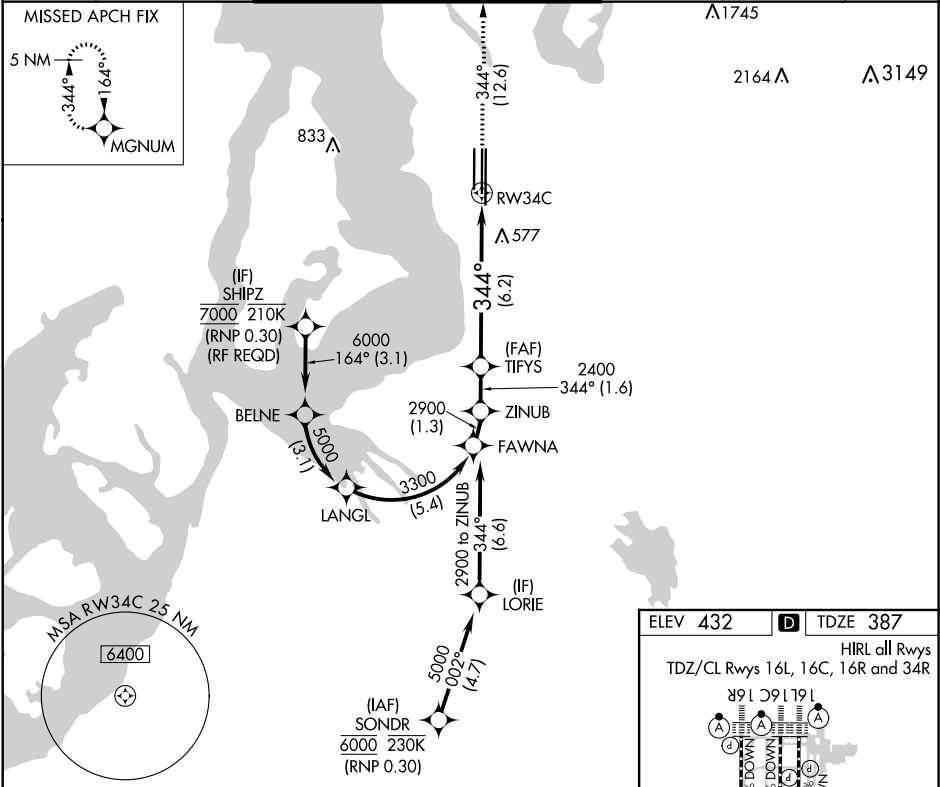 MISSED APCH FIX
5 NM
344°
164°
MGNUM
1745
2164
3149
833
344°
(12.6)
RW34C
577
344°
(6.2)
(IF)
SHIPZ
7000 210K
(RNP 0.30)
(RF REQD)
6000
164° (3.1)
(FAF)
TIFYS
2400
344° (1.6)
BELNE
2900
(1.3)
ZINUB
FAWNA
5000
(3.1)
3300
(5.4)
LANGL
2900 to ZINUB
344°
(6.6)
(IF)
LORIE
5000
002°
(4.7)
(IAF)
SONDR
6000 230K
(RNP 0.30)
MSA RW34C 25 NM
6400
ELEV 432 D TDZE 387
HIRL all Rwys
TDZ/CL Rwys 16L, 16C, 16R and 34R
16R 16C 16L
A A A
P
DOWN
DOWN
P
P